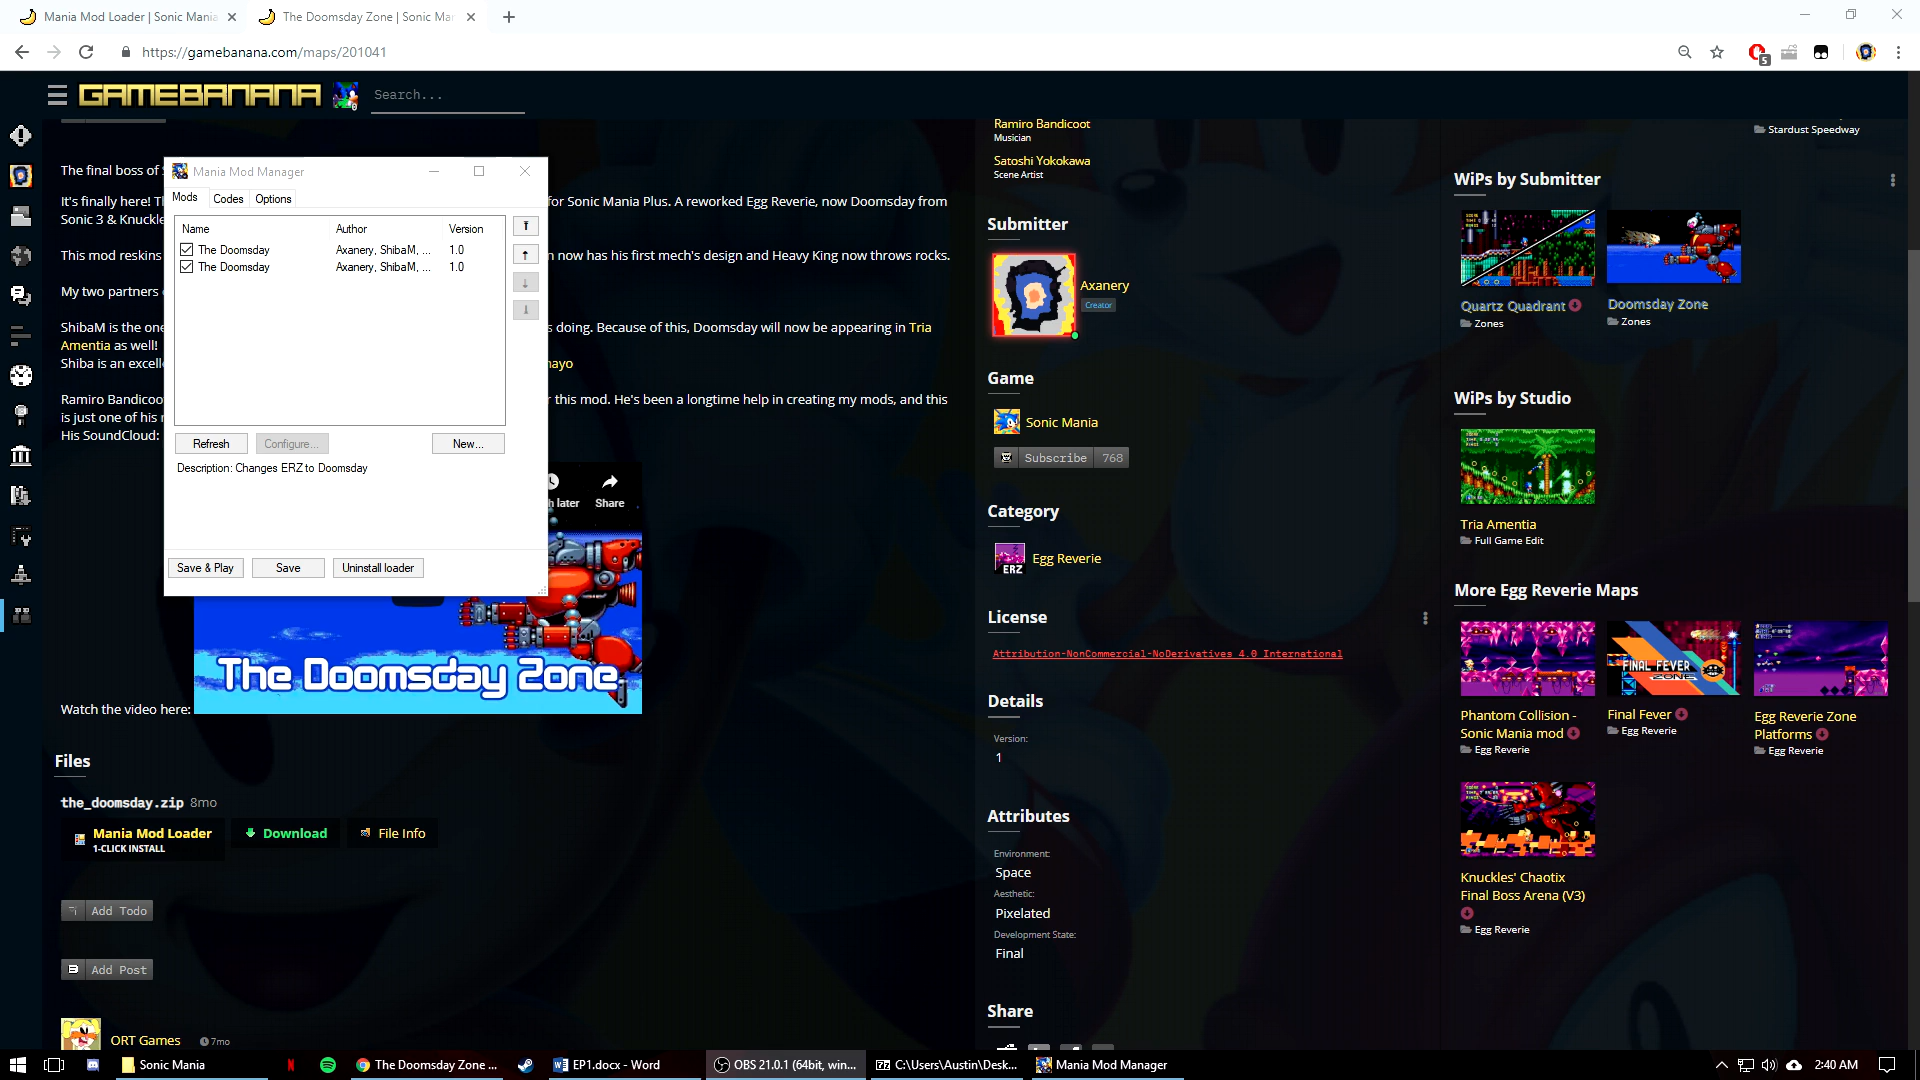 Mania Mod Loader | Sonic Mania
The Doomsday Zone | Sonic Mar
https://gamebanana.com/maps/201041
5
GAMEBANANA
Search...
The final boss of
It's finally here!
for Sonic Mania Plus. A reworked Egg Reverie, now Doomsday from
Sonic 3 & Knuckle
This mod reskins
now has his first mech's design and Heavy King now throws rocks.
My two partners
ShibaM is the one
s doing. Because of this, Doomsday will now be appearing in Tria
Amentia as well!
Shiba is an excelle
mayo
Ramiro Bandicoot
r this mod. He's been a longtime help in creating my mods, and this
is just one of his
His SoundCloud:
Mania Mod Manager
Mods
Codes
Options
Name
Author
Version
The Doomsday
Axanery, ShibaM, ...
1.0
The Doomsday
Axanery, ShibaM, ...
1.0
Refresh
Configure...
New...
Description: Changes ERZ to Doomsday
Save & Play
Save
Uninstall loader
h later
Share
The Doomsday Zone
Watch the video here:
Files
the_doomsday.zip 8mo
Mania Mod Loader
1-CLICK INSTALL
Download
File Info
Add Todo
Add Post
ORT Games
7mo
Ramiro Bandicoot
Musician
Satoshi Yokokawa
Scene Artist
Submitter
Axanery
Creator
Game
Sonic Mania
Subscribe 768
Category
ERZ
Egg Reverie
License
Attribution-NonCommercial-NoDerivatives 4.0 International
Details
Version:
1
Attributes
Environment:
Space
Aesthetic:
Pixelated
Development State:
Final
Share
Stardust Speedway
WiPs by Submitter
Quartz Quadrant
Zones
Doomsday Zone
Zones
WiPs by Studio
Tria Amentia
Full Game Edit
More Egg Reverie Maps
FINAL FEVER
ZONE
Phantom Collision -
Sonic Mania mod
Egg Reverie
Final Fever
Egg Reverie
Egg Reverie Zone
Platforms
Egg Reverie
Knuckles' Chaotix
Final Boss Arena (V3)
Egg Reverie
Sonic Mania
The Doomsday Zone ...
EP1.docx - Word
OBS 21.0.1 (64bit, win...
C:\Users\Austin\Desk...
Mania Mod Manager
2:40 AM